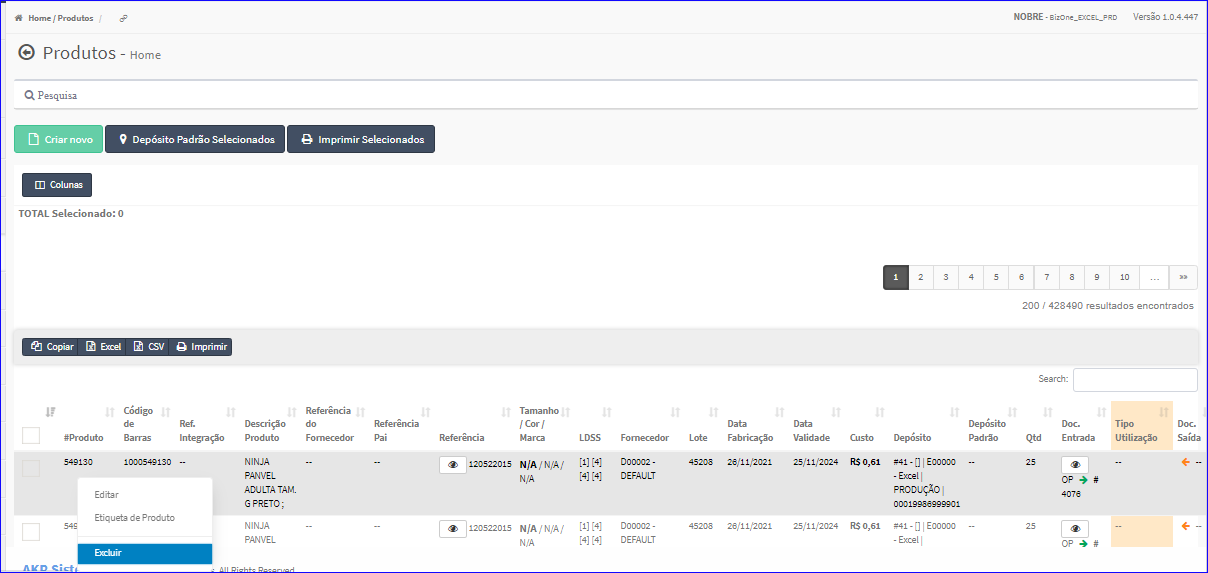 Home / Produtos /
NOBRE - BizOne_EXCEL_PRD Versão 1.0.4.447
Produtos - Home
Pesquisa
Criar novo Depósito Padrão Selecionados Imprimir Selecionados
Colunas
TOTAL Selecionado: 0
1 2 3 4 5 6 7 8 9 10 ... »
200 / 428490 resultados encontrados
Copiar Excel CSV Imprimir
Search:
#Produto Código de Barras Ref. Integração Descrição Produto Referência do Fornecedor Referência Pai Referência Tamanho / Cor / Marca LDSS Fornecedor Lote Data Fabricação Data Validade Custo Depósito Depósito Padrão Qtd Doc. Entrada Tipo Utilização Doc. Saída
549130 1000549130 -- NINJA -- -- 120522015 N/A / N/A / [1] [4] D00002 - 45208 26/11/2021 25/11/2024 R$ 0,61 #41 - [] | E00000 -- 25 -- --
PANVEL N/A [4] [4] DEFAULT - Excel |
ADULTA TAM. PRODUÇÃO | OP #
G PRETO ; 00019986999901 4076
Editar
Etiqueta de Produto
Excluir
549 NINJA -- -- 120522015 N/A / N/A / [1] [4] D00002 - 45208 26/11/2021 25/11/2024 R$ 0,61 #41 - [] | E00000 -- 25 -- --
PANVEL N/A [4] [4] DEFAULT - Excel | OP #
AKR Siste All Rights Reserved